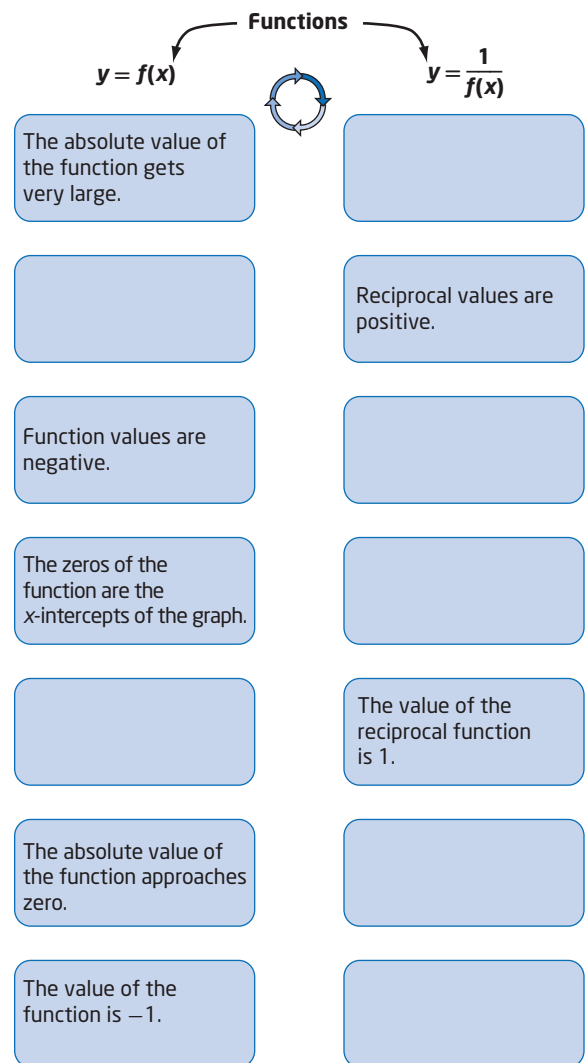 Functions
y = f(x)
y = 1/f(x)
The absolute value of
the function gets
very large.
Reciprocal values are
positive.
Function values are
negative.
The zeros of the
function are the
x-intercepts of the graph.
The value of the
reciprocal function
is 1.
The absolute value of
the function approaches
zero.
The value of the
function is −1.